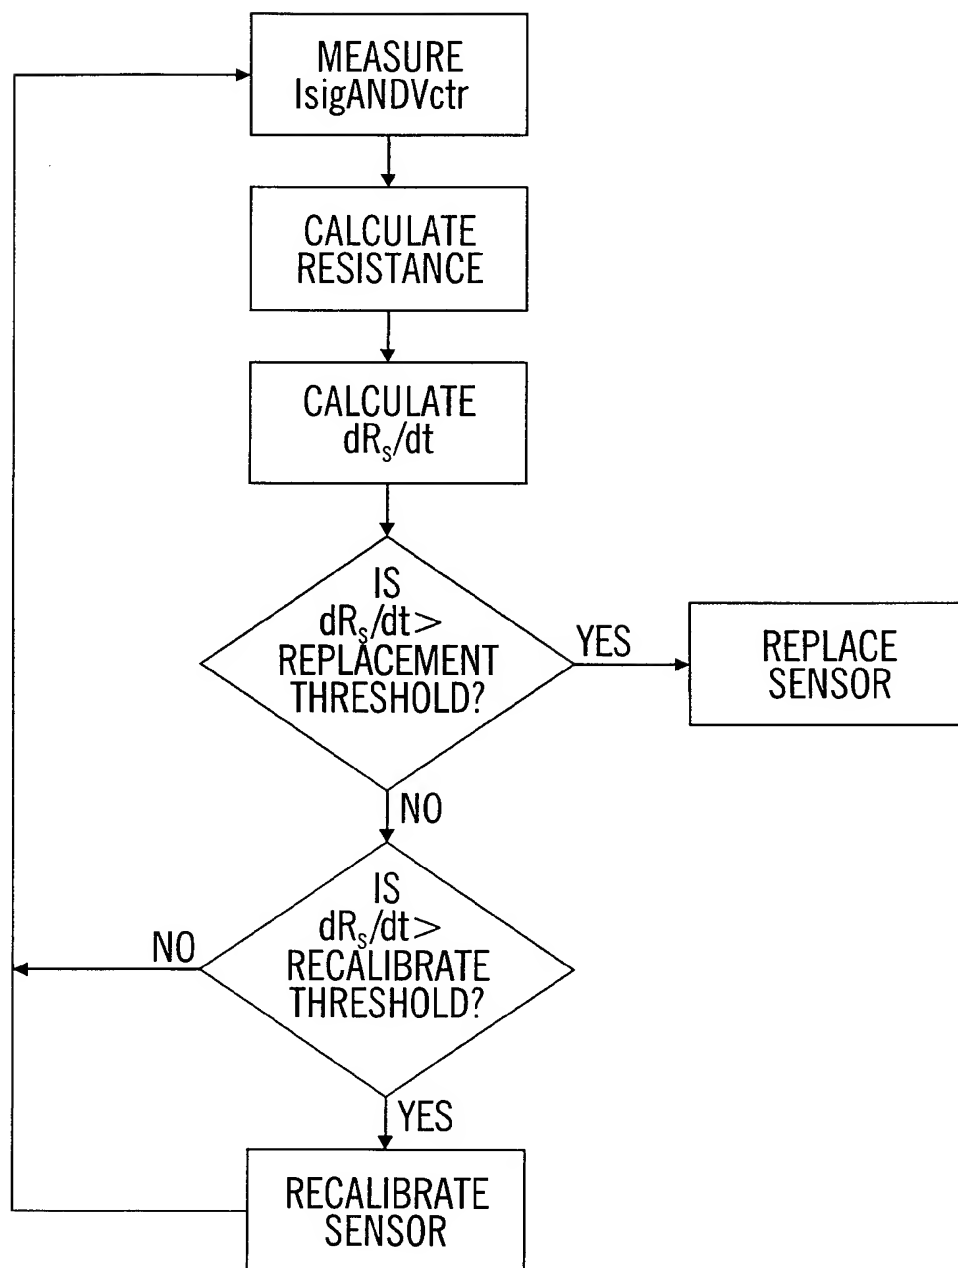 MEASURE
IsigANDVctr
CALCULATE
RESISTANCE
CALCULATE
dRₛ/dt
IS
dRₛ/dt>
REPLACEMENT
THRESHOLD?
YES
REPLACE
SENSOR
NO
IS
dRₛ/dt>
RECALIBRATE
THRESHOLD?
NO
YES
RECALIBRATE
SENSOR